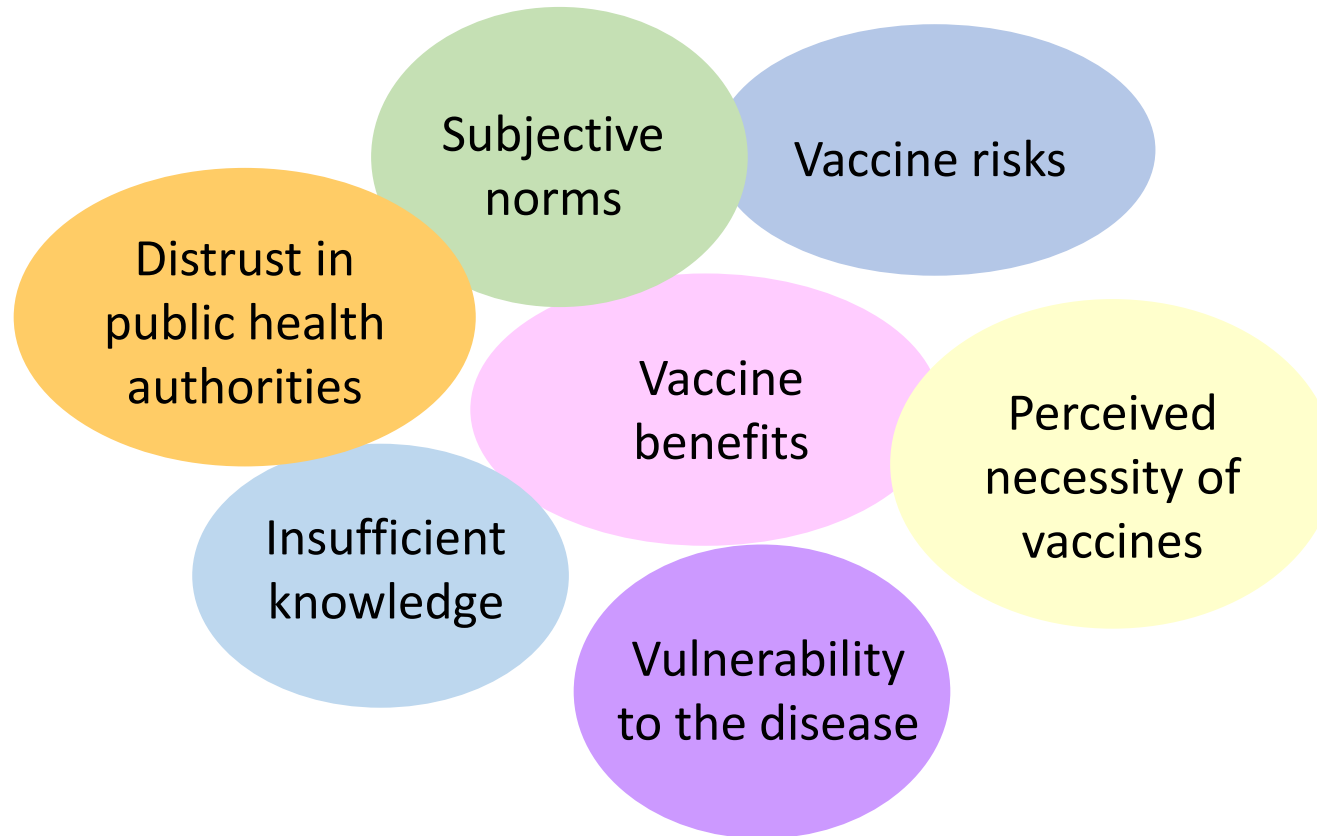 Subjective
norms
Vaccine risks
Distrust in
public health
authorities
Vaccine
benefits
Perceived
necessity of
vaccines
Insufficient
knowledge
Vulnerability
to the disease